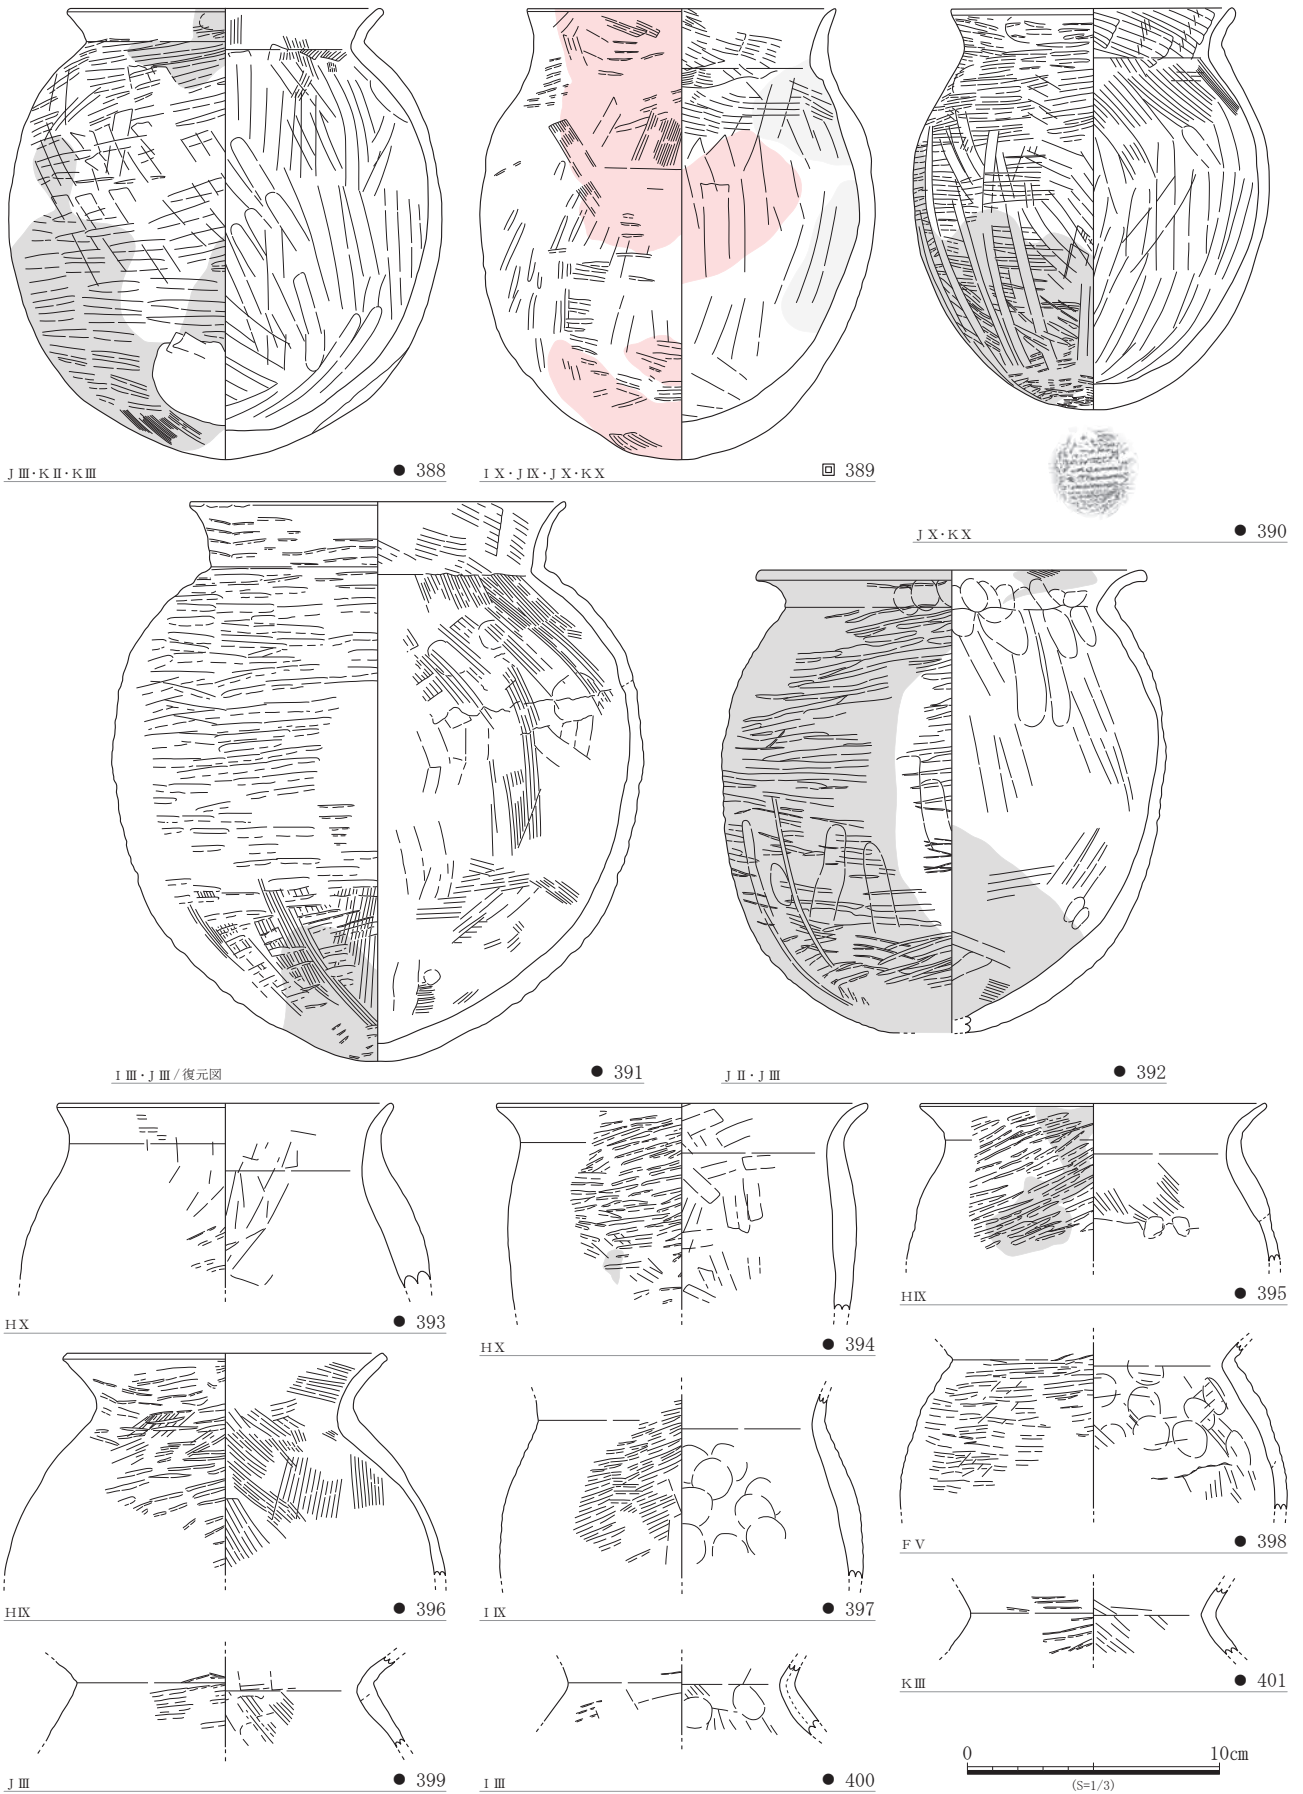 JⅢ・KⅡ・KⅢ ● 388
IX・JⅨ・JX・KX 回 389
JX・KX ● 390
IⅢ・JⅢ/復元図 ● 391
JⅡ・JⅢ ● 392
HX ● 393
HX ● 394
HⅨ ● 395
HⅨ ● 396
IⅨ ● 397
FV ● 398
JⅢ ● 399
IⅢ ● 400
KⅢ ● 401
0 10cm
(S=1/3)